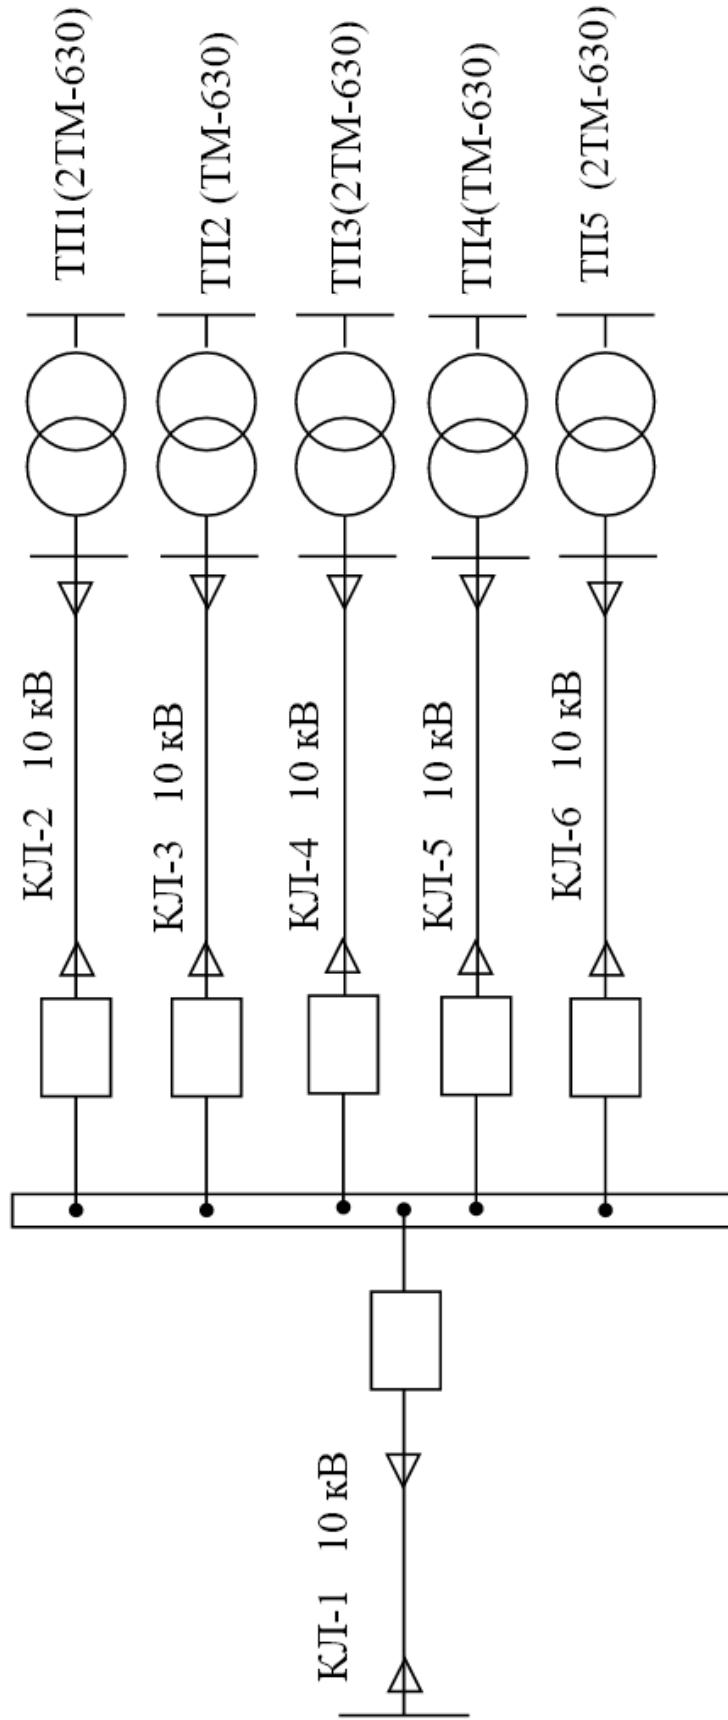 ТП1(2ТМ-630)
ТП2 (ТМ-630)
ТП3(2ТМ-630)
ТП4(ТМ-630)
ТП5 (2ТМ-630)
КЛ-2 10 кВ
КЛ-3 10 кВ
КЛ-4 10 кВ
КЛ-5 10 кВ
КЛ-6 10 кВ
КЛ-1 10 кВ